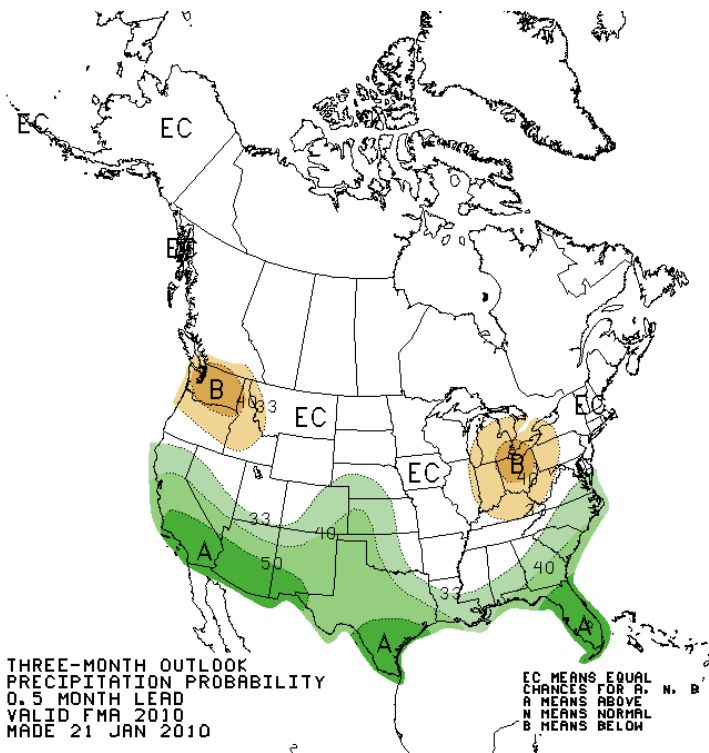 EC
EC
EC
B
40
33
EC
EC
EC
B
40
33
33
40
A
50
33
40
A
A
THREE-MONTH OUTLOOK
PRECIPITATION PROBABILITY
0.5 MONTH LEAD
VALID FMA 2010
MADE 21 JAN 2010
EC MEANS EQUAL
CHANCES FOR A, N, B
A MEANS ABOVE
N MEANS NORMAL
B MEANS BELOW